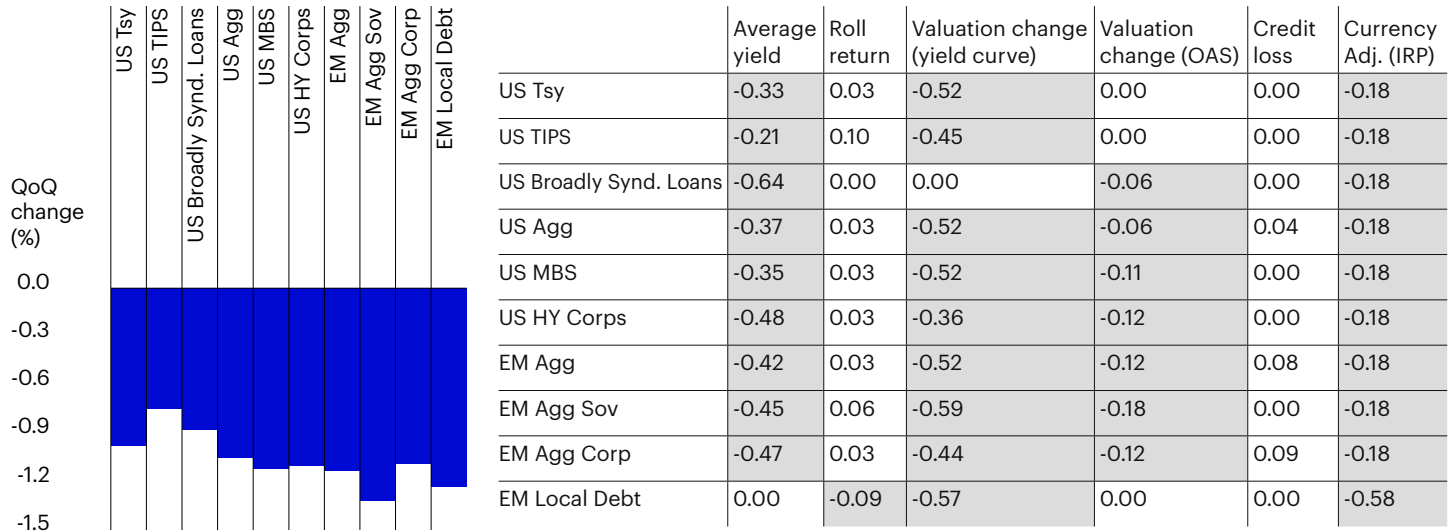 US Tsy
US TIPS
US Broadly Synd. Loans
US Agg
US MBS
US HY Corps
EM Agg
EM Agg Sov
EM Agg Corp
EM Local Debt
QoQ
change
(%)
0.0
-0.3
-0.6
-0.9
-1.2
-1.5
Average yield Roll return Valuation change (yield curve) Valuation change (OAS) Credit loss Currency Adj. (IRP)
US Tsy -0.33 0.03 -0.52 0.00 0.00 -0.18
US TIPS -0.21 0.10 -0.45 0.00 0.00 -0.18
US Broadly Synd. Loans -0.64 0.00 0.00 -0.06 0.00 -0.18
US Agg -0.37 0.03 -0.52 -0.06 0.04 -0.18
US MBS -0.35 0.03 -0.52 -0.11 0.00 -0.18
US HY Corps -0.48 0.03 -0.36 -0.12 0.00 -0.18
EM Agg -0.42 0.03 -0.52 -0.12 0.08 -0.18
EM Agg Sov -0.45 0.06 -0.59 -0.18 0.00 -0.18
EM Agg Corp -0.47 0.03 -0.44 -0.12 0.09 -0.18
EM Local Debt 0.00 -0.09 -0.57 0.00 0.00 -0.58